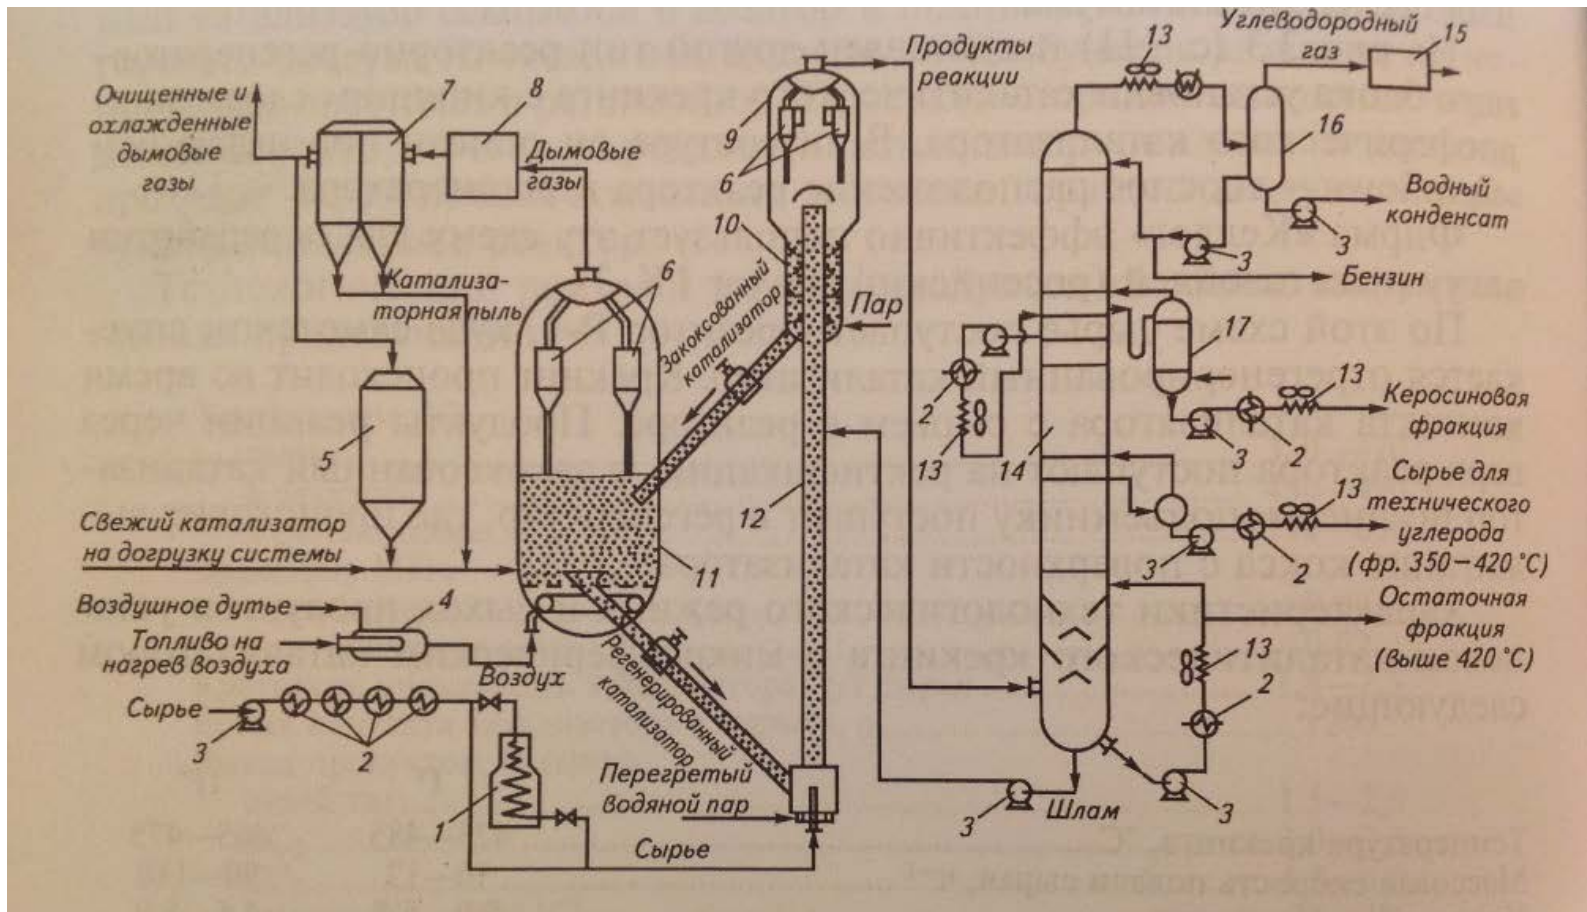 Углеводородный
газ
13
15
Продукты
реакции
Очищенные и
охлажденные
дымовые
газы
7
8
9
16
Дымовые
газы
6
Водный
конденсат
3
3
10
Бензин
Катализа-
торная пыль
6
Закоксованный
катализатор
Пар
17
2
13
Керосиновая
фракция
5
13
14
3
2
12
Сырье для
технического
углерода
(фр. 350—420 °С)
13
Свежий катализатор
на догрузку системы
11
3
2
Воздушное дутье
4
Остаточная
фракция
(выше 420 °С)
Топливо на
нагрев воздуха
Воздух
Регенерированный
катализатор
13
Сырье
3
2
2
Перегретый
водяной пар
1
3
Шлам
3
Сырье